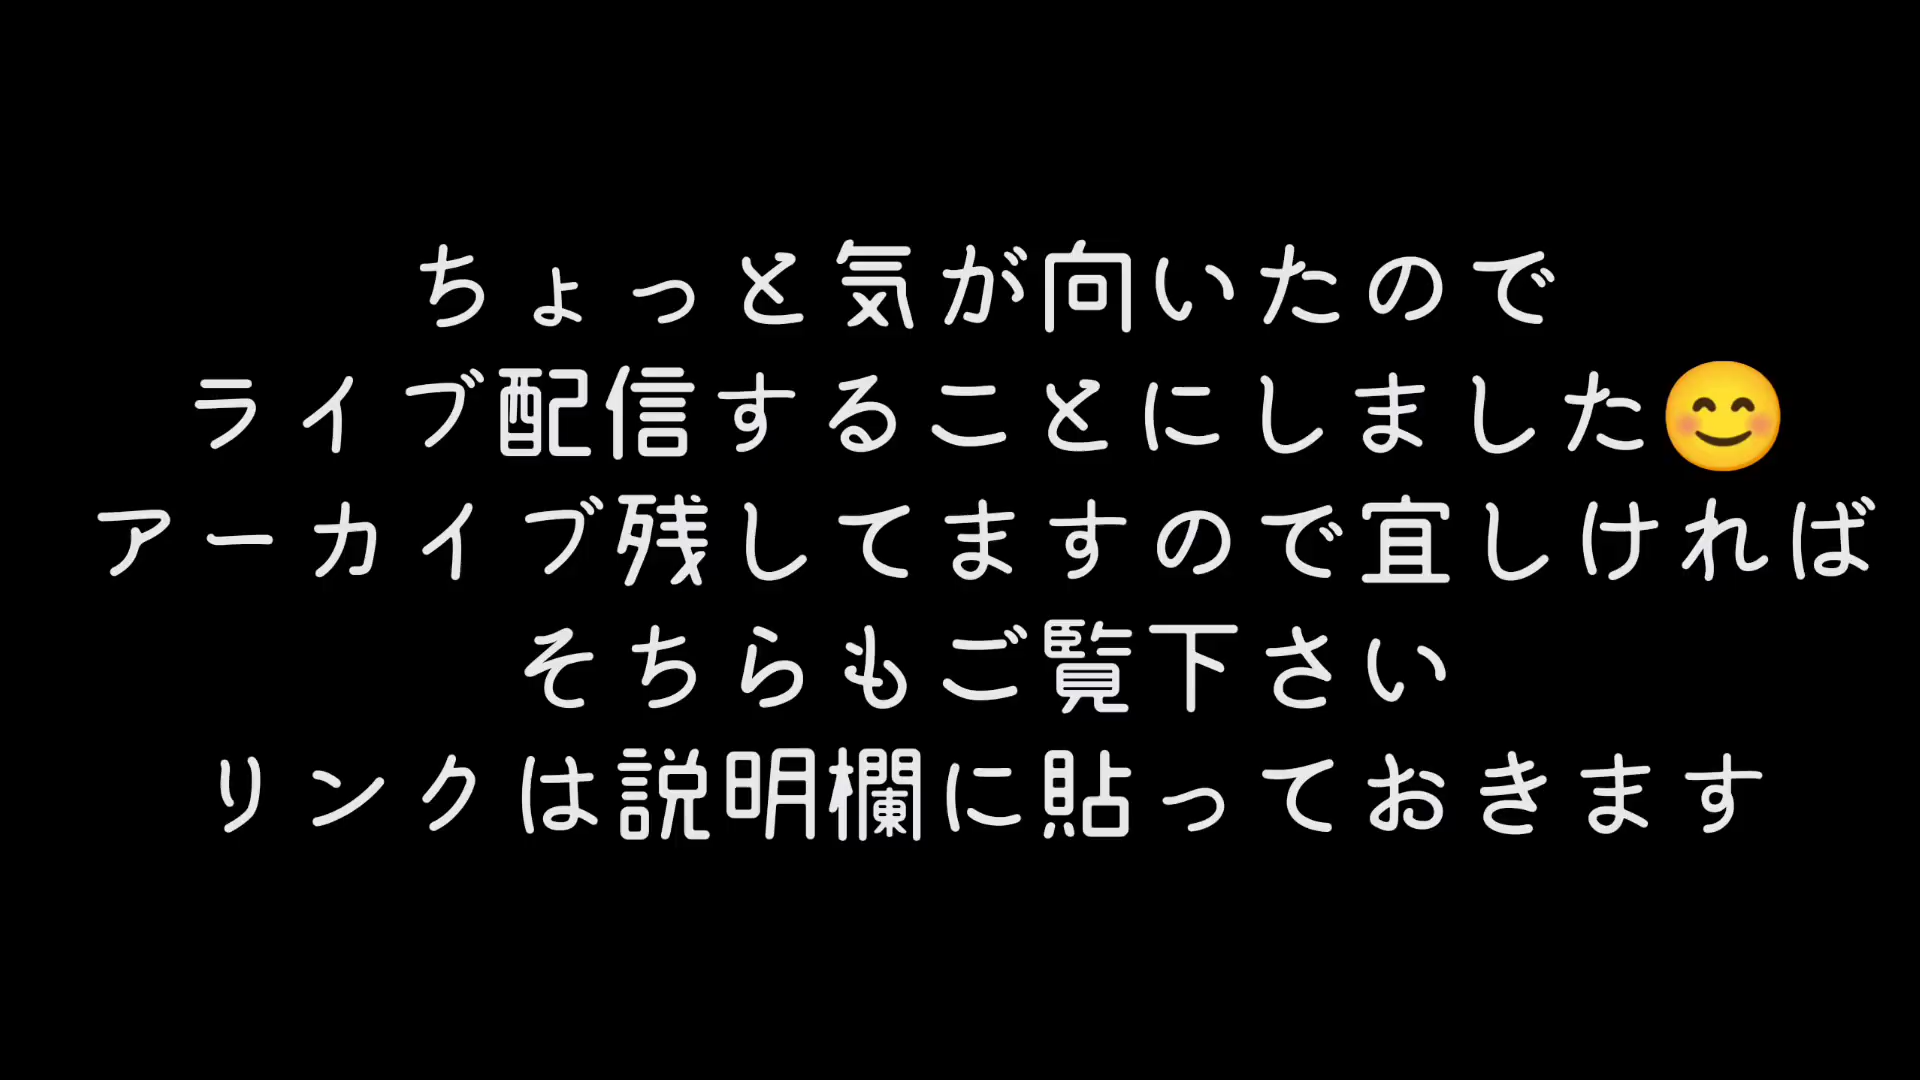 ちょっと気が向いたので
ライブ配信することにしました😊
アーカイブ残してますので宜しければ
そちらもご覧下さい
リンクは説明欄に貼っておきます